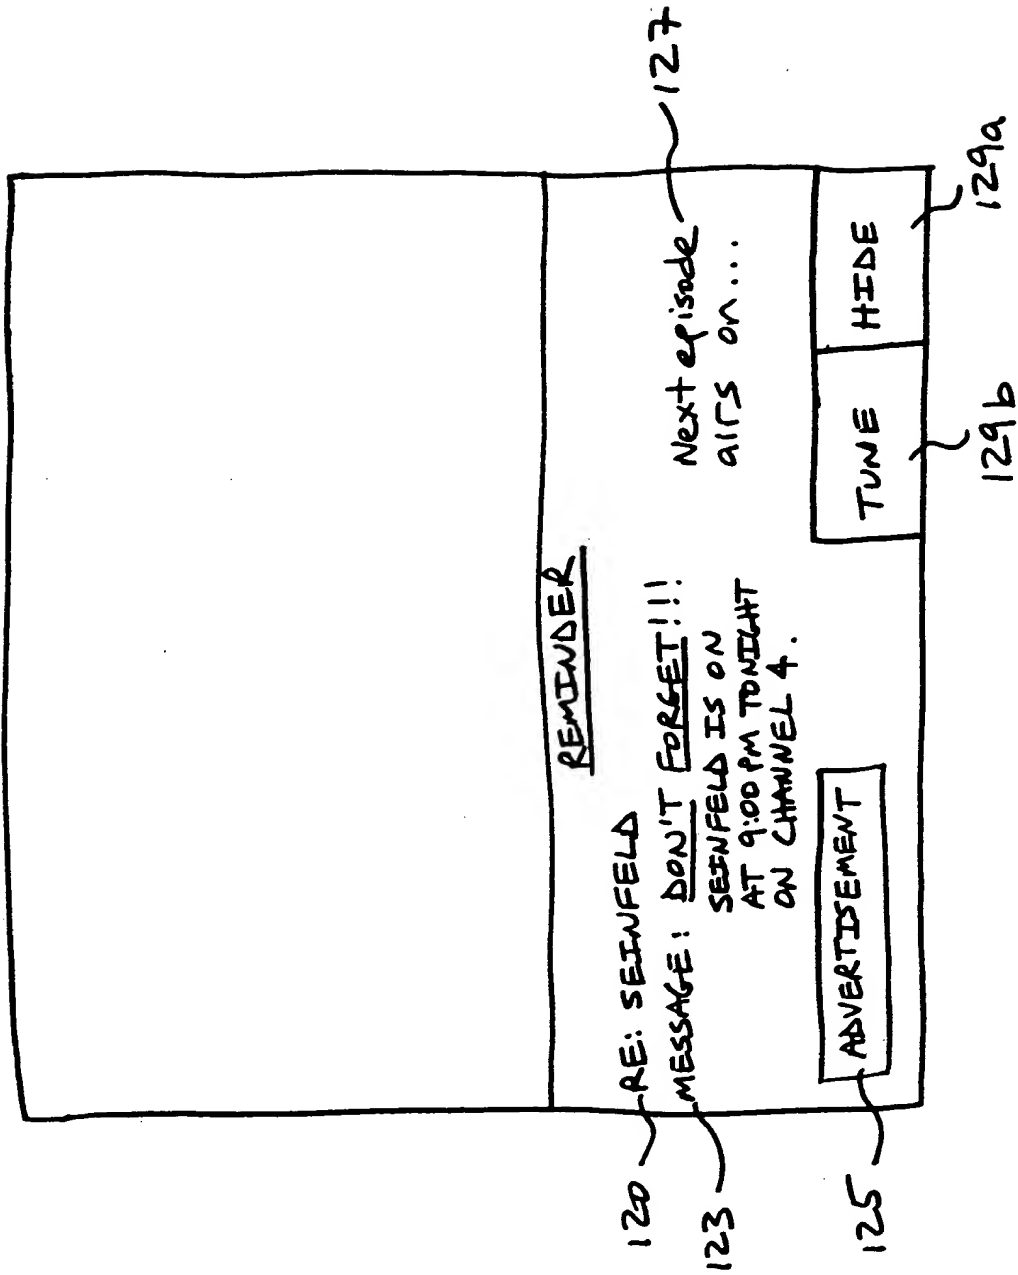 REMINDER
120 RE: SEINFELD
123 MESSAGE: DON'T FORGET!!!!
SEINFELD IS ON
AT 9:00 PM TONIGHT
ON CHANNEL 4.
Next episode
airs on...
127
125 ADVERTISEMENT
TUNE
HIDE
129b
129a